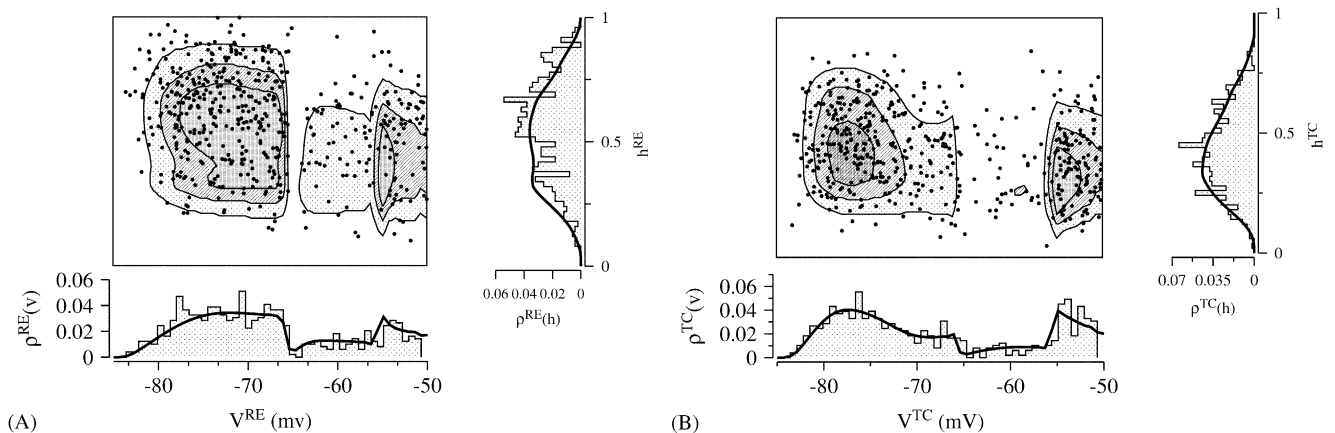 1
0.5
0
h^RE
0.06 0.04 0.02 0
ρ^RE(h)
0.06
0.04
0.02
0
ρ^RE(v)
-80 -70 -60 -50
V^RE (mv)
(A)
1
0.5
0
h^TC
0.07 0.035 0
ρ^TC(h)
0.06
0.04
0.02
0
ρ^TC(v)
-80 -70 -60 -50
V^TC (mV)
(B)